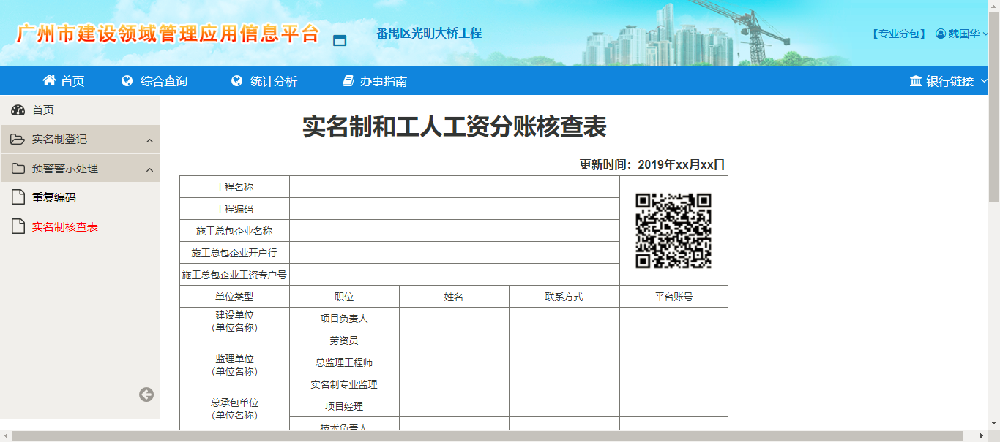 广州市建设领域管理应用信息平台
番禺区光明大桥工程
【专业分包】 魏国华
首页 综合查询 统计分析 办事指南 银行链接
首页
实名制登记
预警警示处理
重复编码
实名制核查表
实名制和工人工资分账核查表
更新时间：2019年xx月xx日
工程名称
工程编码
施工总包企业名称
施工总包企业开户行
施工总包企业工资专户号
单位类型 职位 姓名 联系方式 平台账号
建设单位
(单位名称)
项目负责人
劳资员
监理单位
(单位名称)
总监理工程师
实名制专业监理
总承包单位
(单位名称)
项目经理
技术负责人